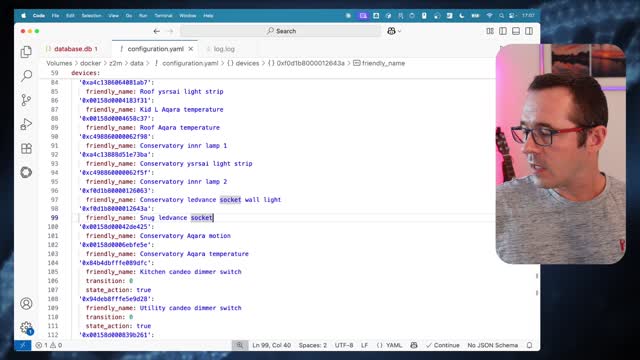 Code File Edit Selection View Go Run Terminal Window Help
17:07
Search
database.db 1
configuration.yaml
log.log
Volumes > docker > z2m > data > configuration.yaml > {} devices > {} 0xf0d1b8000012643a > friendly_name
59 devices:
84 '0xa4c1386064081ab7':
85 friendly_name: Roof ysrsai light strip
86 '0x00158d0004183f31':
87 friendly_name: Kid L Aqara temperature
88 '0x00158d0004658c37':
89 friendly_name: Roof Aqara temperature
90 '0xc498860000062f98':
91 friendly_name: Conservatory innr lamp 1
92 '0xa4c13888d51e73ba':
93 friendly_name: Conservatory ysrsai light strip
94 '0xc498860000062f5f':
95 friendly_name: Conservatory innr lamp 2
96 '0xf0d1b80000126063':
97 friendly_name: Conservatory ledvance socket wall light
98 '0xf0d1b8000012643a':
99 friendly_name: Snug ledvance socket
100 '0x00158d00042de425':
101 friendly_name: Conservatory Aqara motion
102 '0x00158d0006ebfe5e':
103 friendly_name: Conservatory Aqara temperature
104 '0x84b4dbfffe089dfc':
105 friendly_name: Kitchen candeo dimmer switch
106 transition: 0
107 state_action: true
108 '0x94deb8fffe5e9d28':
109 friendly_name: Utility candeo dimmer switch
110 transition: 0
111 state_action: true
112 '0x00158d000839b261':
1 0
Ln 99, Col 40 Spaces: 2 UTF-8 LF {} YAML Continue No JSON Schema